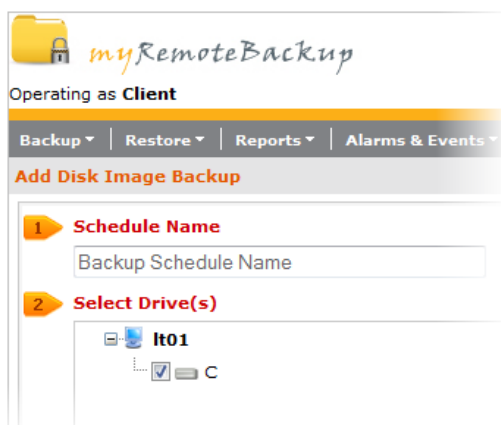 myRemoteBackup
Operating as Client
Backup Restore Reports Alarms & Events
Add Disk Image Backup
1 Schedule Name
Backup Schedule Name
2 Select Drive(s)
lt01
C